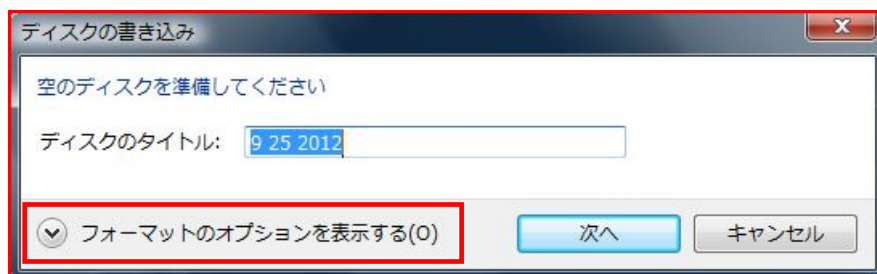 ディスクの書き込み
空のディスクを準備してください
ディスクのタイトル: 9 25 2012
フォーマットのオプションを表示する(O) 次へ キャンセル